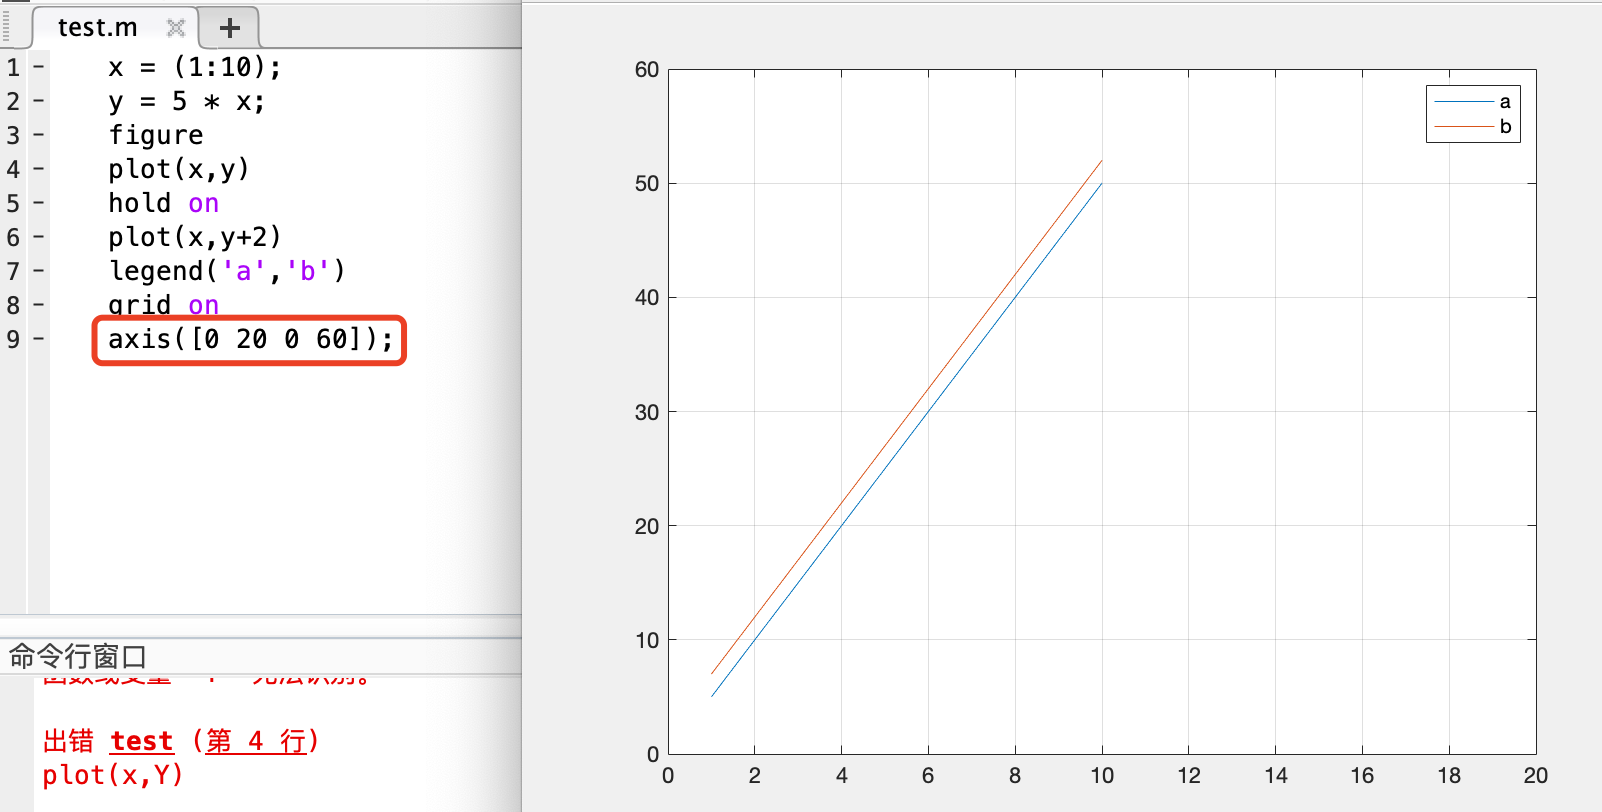 test.m
1 - x = (1:10);
2 - y = 5 * x;
3 - figure
4 - plot(x,y)
5 - hold on
6 - plot(x,y+2)
7 - legend('a','b')
8 - grid on
9 - axis([0 20 0 60]);
命令行窗口
出错 test (第 4 行)
plot(x,Y)
60
50
40
30
20
10
0
0 2 4 6 8 10 12 14 16 18 20
a
b